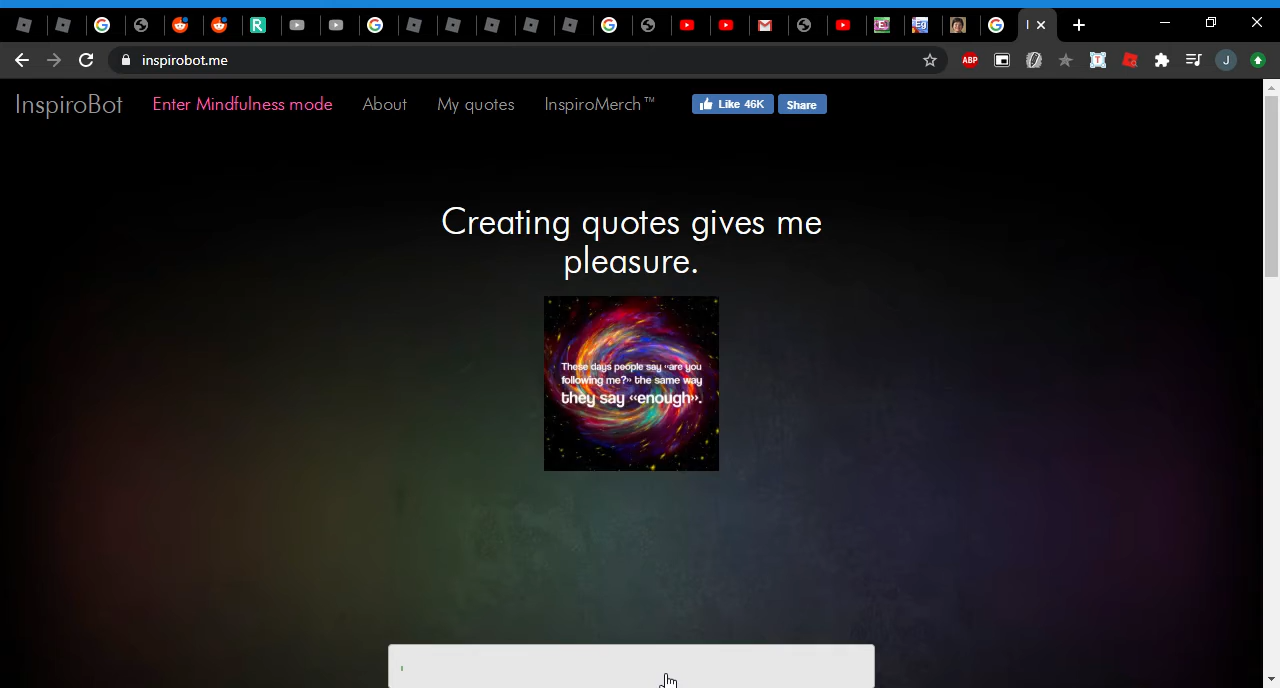 inspirobot.me
ABP
J
InspiroBot Enter Mindfulness mode About My quotes InspiroMerch™ Like 46K Share
Creating quotes gives me
pleasure.
These days people say «are you
following me?» the same way
they say «enough».